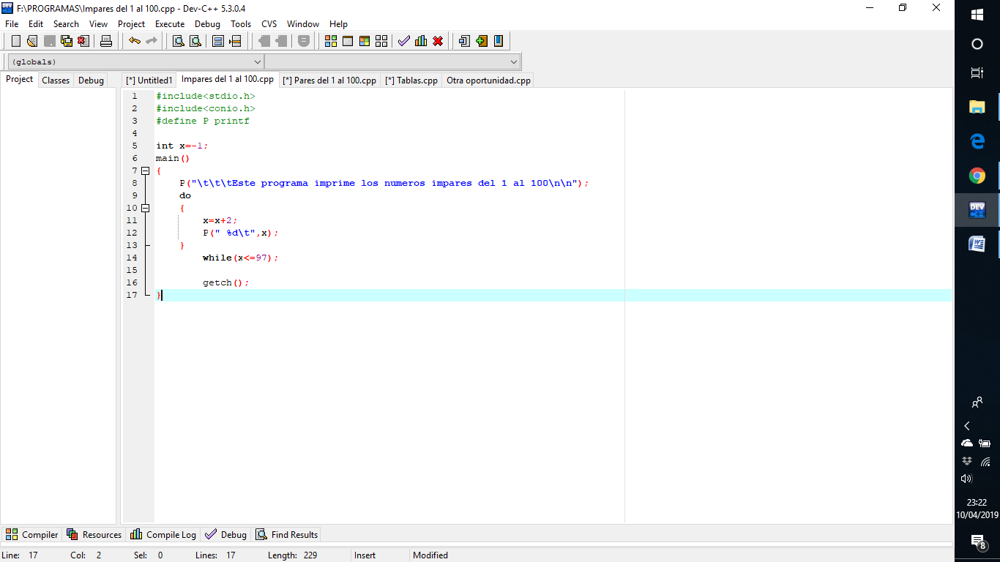 F:\PROGRAMAS\Impares del 1 al 100.cpp - Dev-C++ 5.3.0.4
File Edit Search View Project Execute Debug Tools CVS Window Help
(globals)
Project Classes Debug
[*] Untitled1 Impares del 1 al 100.cpp [*] Pares del 1 al 100.cpp [*] Tablas.cpp Otra oportunidad.cpp
1 #include<stdio.h>
2 #include<conio.h>
3 #define P printf
4
5 int x=-1;
6 main()
7 {
8 P("\t\t\tEste programa imprime los numeros impares del 1 al 100\n\n");
9 do
10 {
11 x=x+2;
12 P(" %d\t",x);
13 }
14 while(x<=97);
15
16 getch();
17 }
Compiler Resources Compile Log Debug Find Results
Line: 17 Col: 2 Sel: 0 Lines: 17 Length: 229 Insert Modified
DEV C++
W
23:22
10/04/2019
8